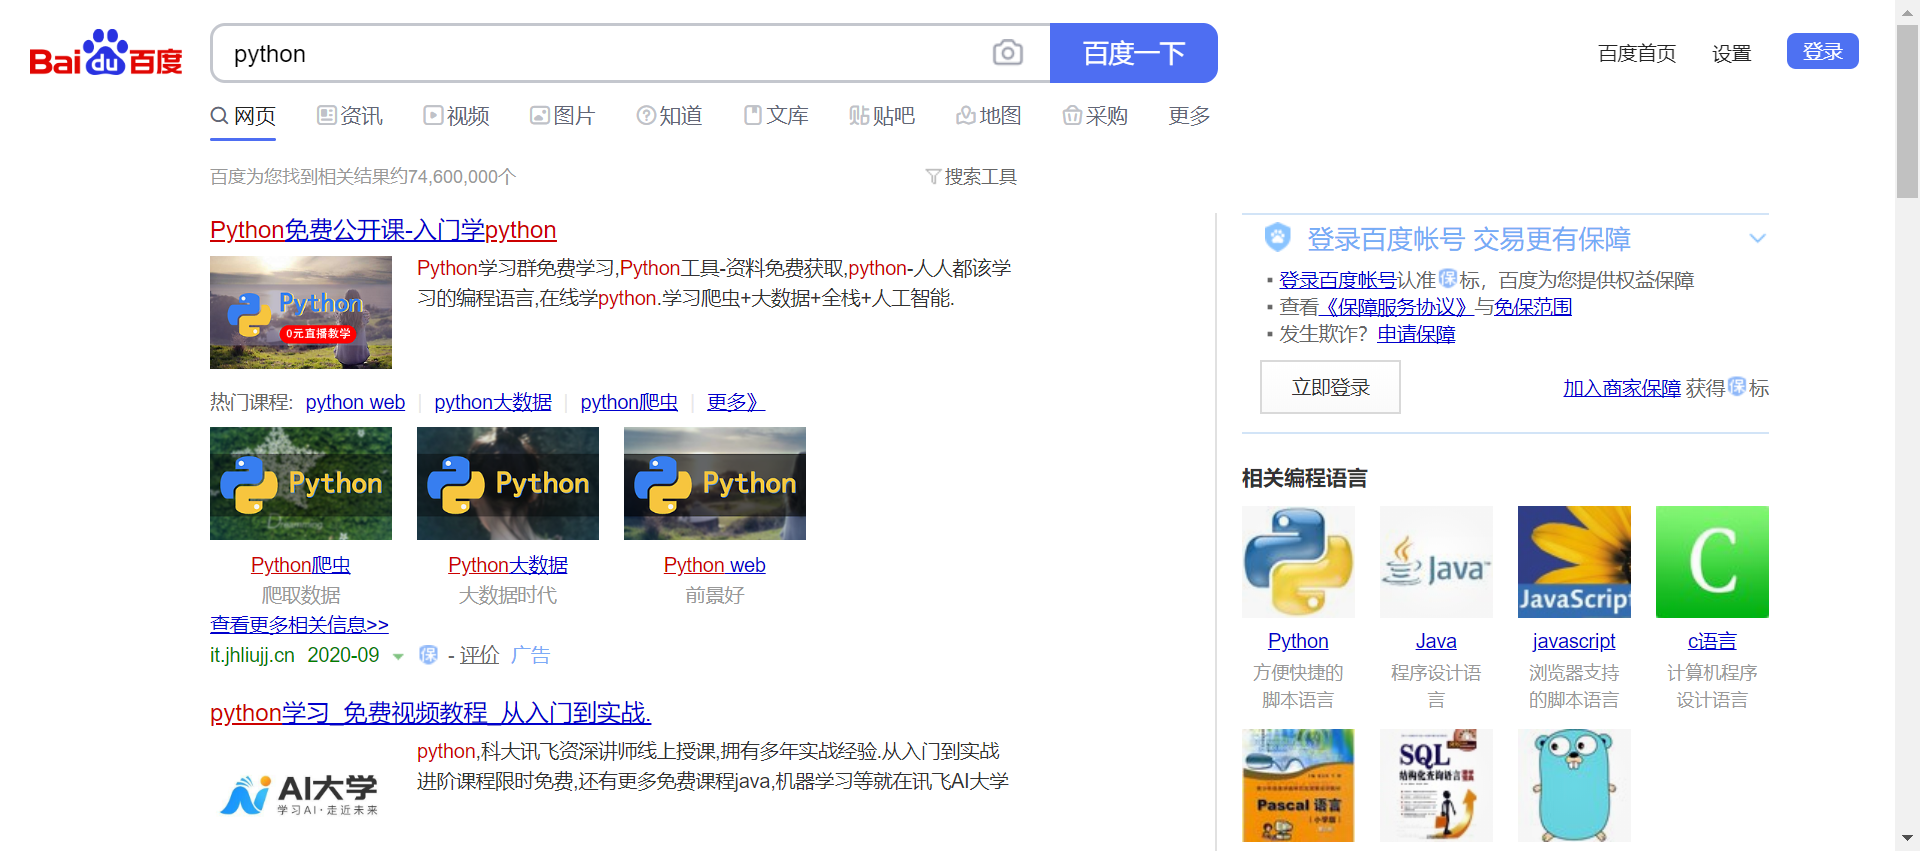 Baidu百度
python
百度一下
百度首页 设置 登录
网页 资讯 视频 图片 知道 文库 贴吧 地图 采购 更多
百度为您找到相关结果约74,600,000个
搜索工具
Python免费公开课-入门学python
Python学习群免费学习,Python工具-资料免费获取,python-人人都该学
习的编程语言,在线学python.学习爬虫+大数据+全栈+人工智能.
Python
0元直播教学
热门课程: python web python大数据 python爬虫 更多》
Python Python Python
Python爬虫 Python大数据 Python web
爬取数据 大数据时代 前景好
查看更多相关信息>>
it.jhliujj.cn 2020-09 保 - 评价 广告
python学习_免费视频教程_从入门到实战.
python,科大讯飞资深讲师线上授课,拥有多年实战经验.从入门到实战
进阶课程限时免费,还有更多免费课程java,机器学习等就在讯飞AI大学
AI大学
学习AI·走近未来
登录百度帐号 交易更有保障
▪ 登录百度帐号认准保标，百度为您提供权益保障
▪ 查看《保障服务协议》与免保范围
▪ 发生欺诈？ 申请保障
立即登录
加入商家保障 获得保标
相关编程语言
Java JavaScript C
Python Java javascript c语言
方便快捷的 程序设计语 浏览器支持 计算机程序
脚本语言 言 的脚本语言 设计语言
Pascal 语言
(小学版)
SQL
结构化查询语言